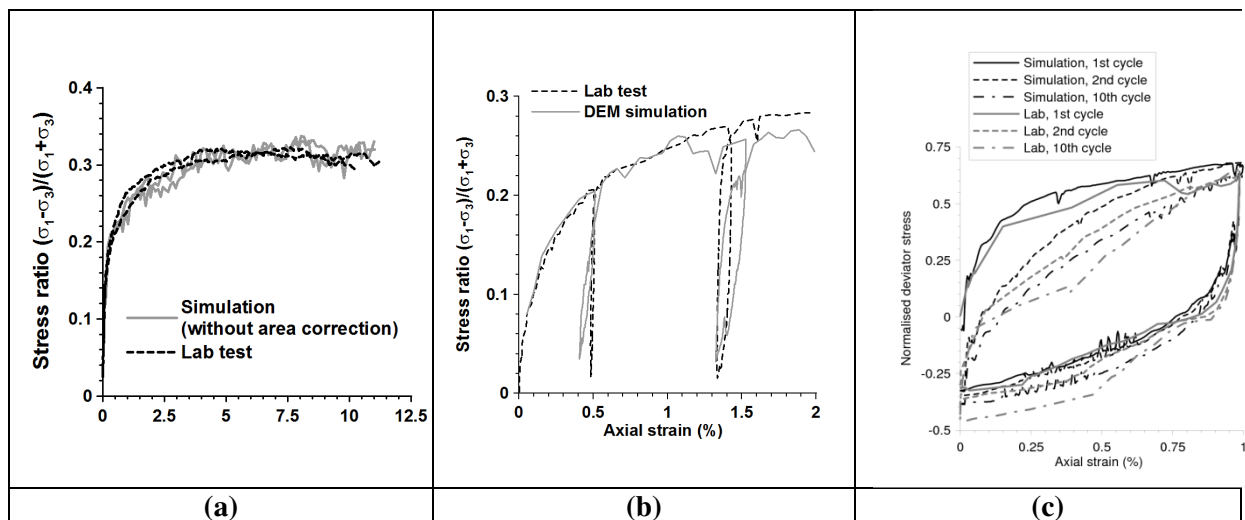 0.4
0.3
0.2
0.1
0
0
2.5
5
7.5
10
12.5
Stress ratio (σ1-σ3)/(σ1+σ3)
Simulation
(without area correction)
Lab test
(a)
Lab test
DEM simulation
0.3
0.2
0.1
0
0
0.5
1
1.5
2
Stress ratio (σ1-σ3)/(σ1+σ3)
Axial strain (%)
(b)
Simulation, 1st cycle
Simulation, 2nd cycle
Simulation, 10th cycle
Lab, 1st cycle
Lab, 2nd cycle
Lab, 10th cycle
0.75
0.5
0.25
0
-0.25
-0.5
0
0.25
0.5
0.75
1
Normalised deviator stress
Axial strain (%)
(c)